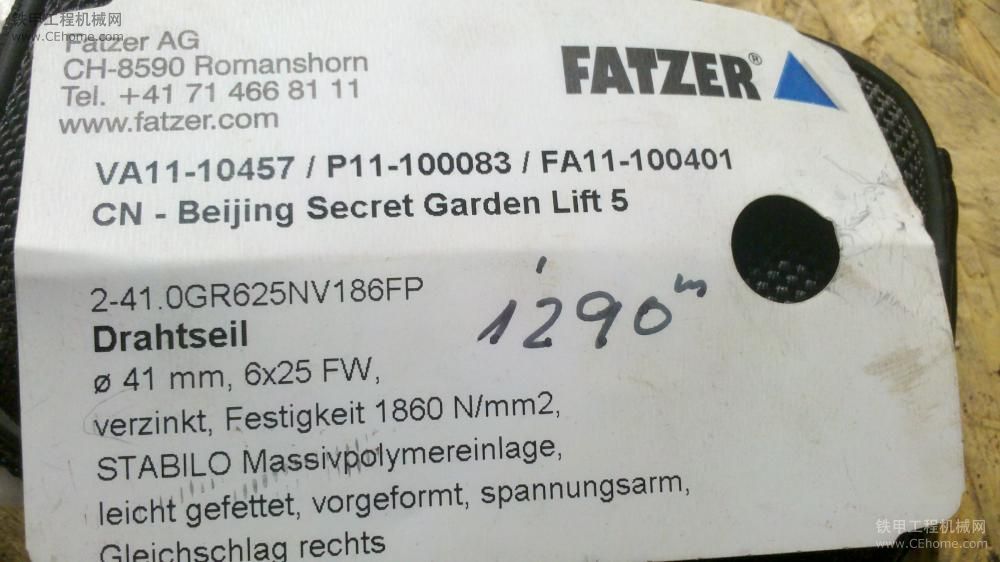 铁甲工程机械网
www.CEhome.com
Fatzer AG
CH-8590 Romanshorn
Tel. +41 71 466 81 11
www.fatzer.com
FATZER®
VA11-10457 / P11-100083 / FA11-100401
CN - Beijing Secret Garden Lift 5
2-41.0GR625NV186FP
1'290 m
Drahtseil
ø 41 mm, 6x25 FW,
verzinkt, Festigkeit 1860 N/mm2,
STABILO Massivpolymereinlage,
leicht gefettet, vorgeformt, spannungsarm,
Gleichschlag rechts
铁甲工程机械网
www.CEhome.com